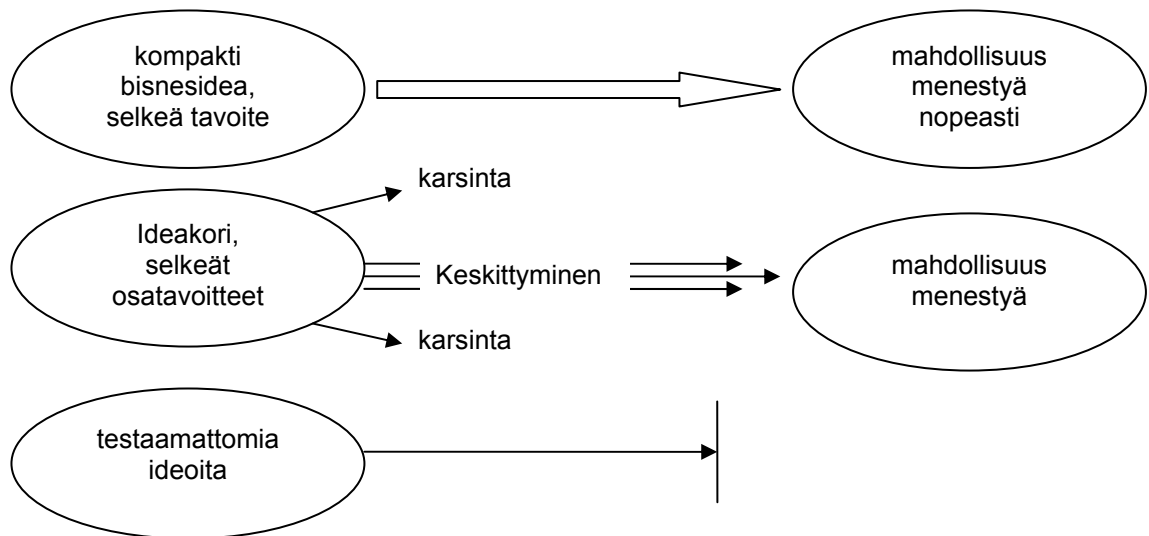 kompakti
bisnesidea,
selkeä tavoite
mahdollisuus
menestyä
nopeasti
karsinta
Ideakori,
selkeät
osatavoitteet
Keskittyminen
mahdollisuus
menestyä
karsinta
testaamattomia
ideoita